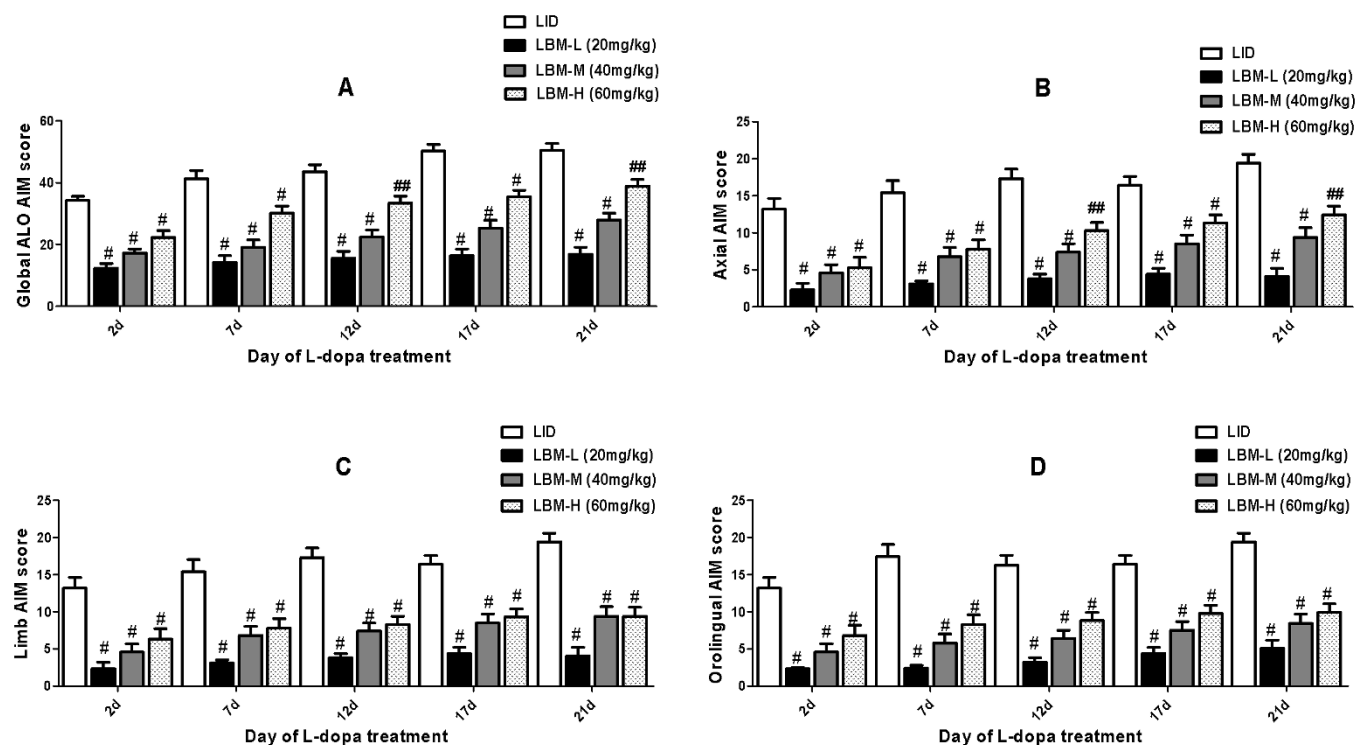 LID
LBM-L (20mg/kg)
LBM-M (40mg/kg)
LBM-H (60mg/kg)
A
Global ALO AIM score
60
40
20
0
# # # # # # # # ## # # # # # ##
2d 7d 12d 17d 21d
Day of L-dopa treatment
LID
LBM-L (20mg/kg)
LBM-M (40mg/kg)
LBM-H (60mg/kg)
B
Axial AIM score
25
20
15
10
5
0
# # # # # # # # ## # # # # # ##
2d 7d 12d 17d 21d
Day of L-dopa treatment
LID
LBM-L (20mg/kg)
LBM-M (40mg/kg)
LBM-H (60mg/kg)
C
Limb AIM score
25
20
15
10
5
0
# # # # # # # # # # # # # # #
2d 7d 12d 17d 21d
Day of L-dopa treatment
LID
LBM-L (20mg/kg)
LBM-M (40mg/kg)
LBM-H (60mg/kg)
D
Orolingual AIM score
25
20
15
10
5
0
# # # # # # # # # # # # # # #
2d 7d 12d 17d 21d
Day of L-dopa treatment